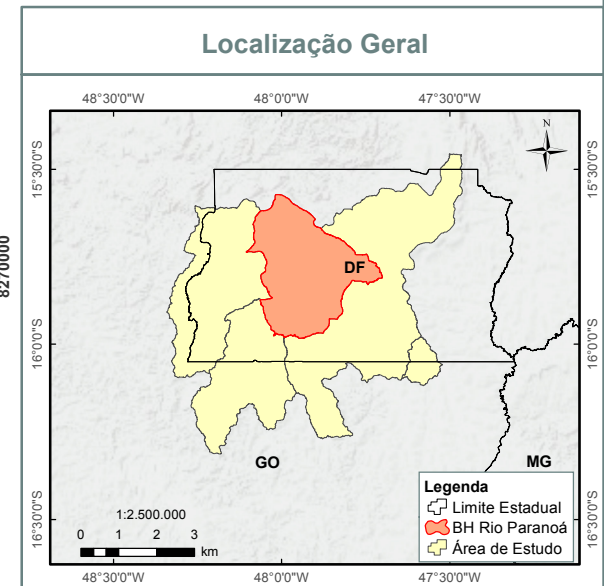 Localização Geral
48°30'0"W 48°0'0"W 47°30'0"W
N
15°30'0"S 15°30'0"S
8270000
DF
16°0'0"S 16°0'0"S
GO
MG
Legenda
Limite Estadual
BH Rio Paranoá
Área de Estudo
1:2.500.000
0 1 2 3
km
16°30'0"S 16°30'0"S
48°30'0"W 48°0'0"W 47°30'0"W